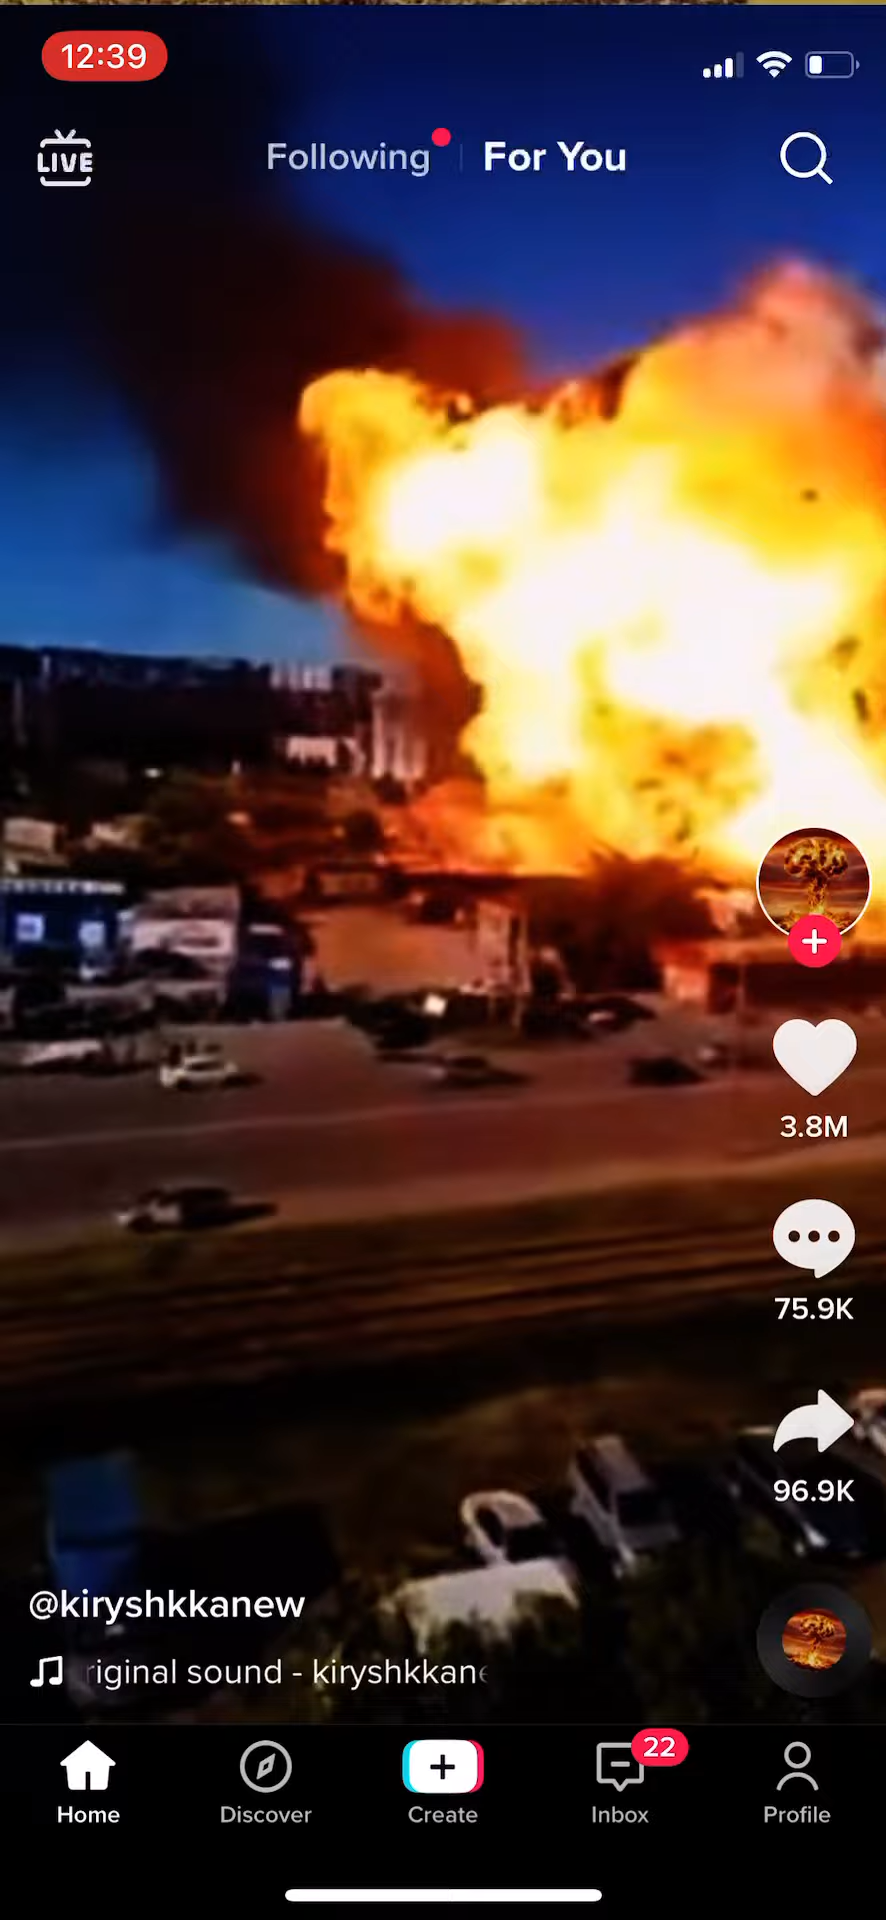 12:39
LIVE
Following
For You
3.8M
75.9K
96.9K
@kiryshkkanew
riginal sound - kiryshkkane
22
Home
Discover
Create
Inbox
Profile